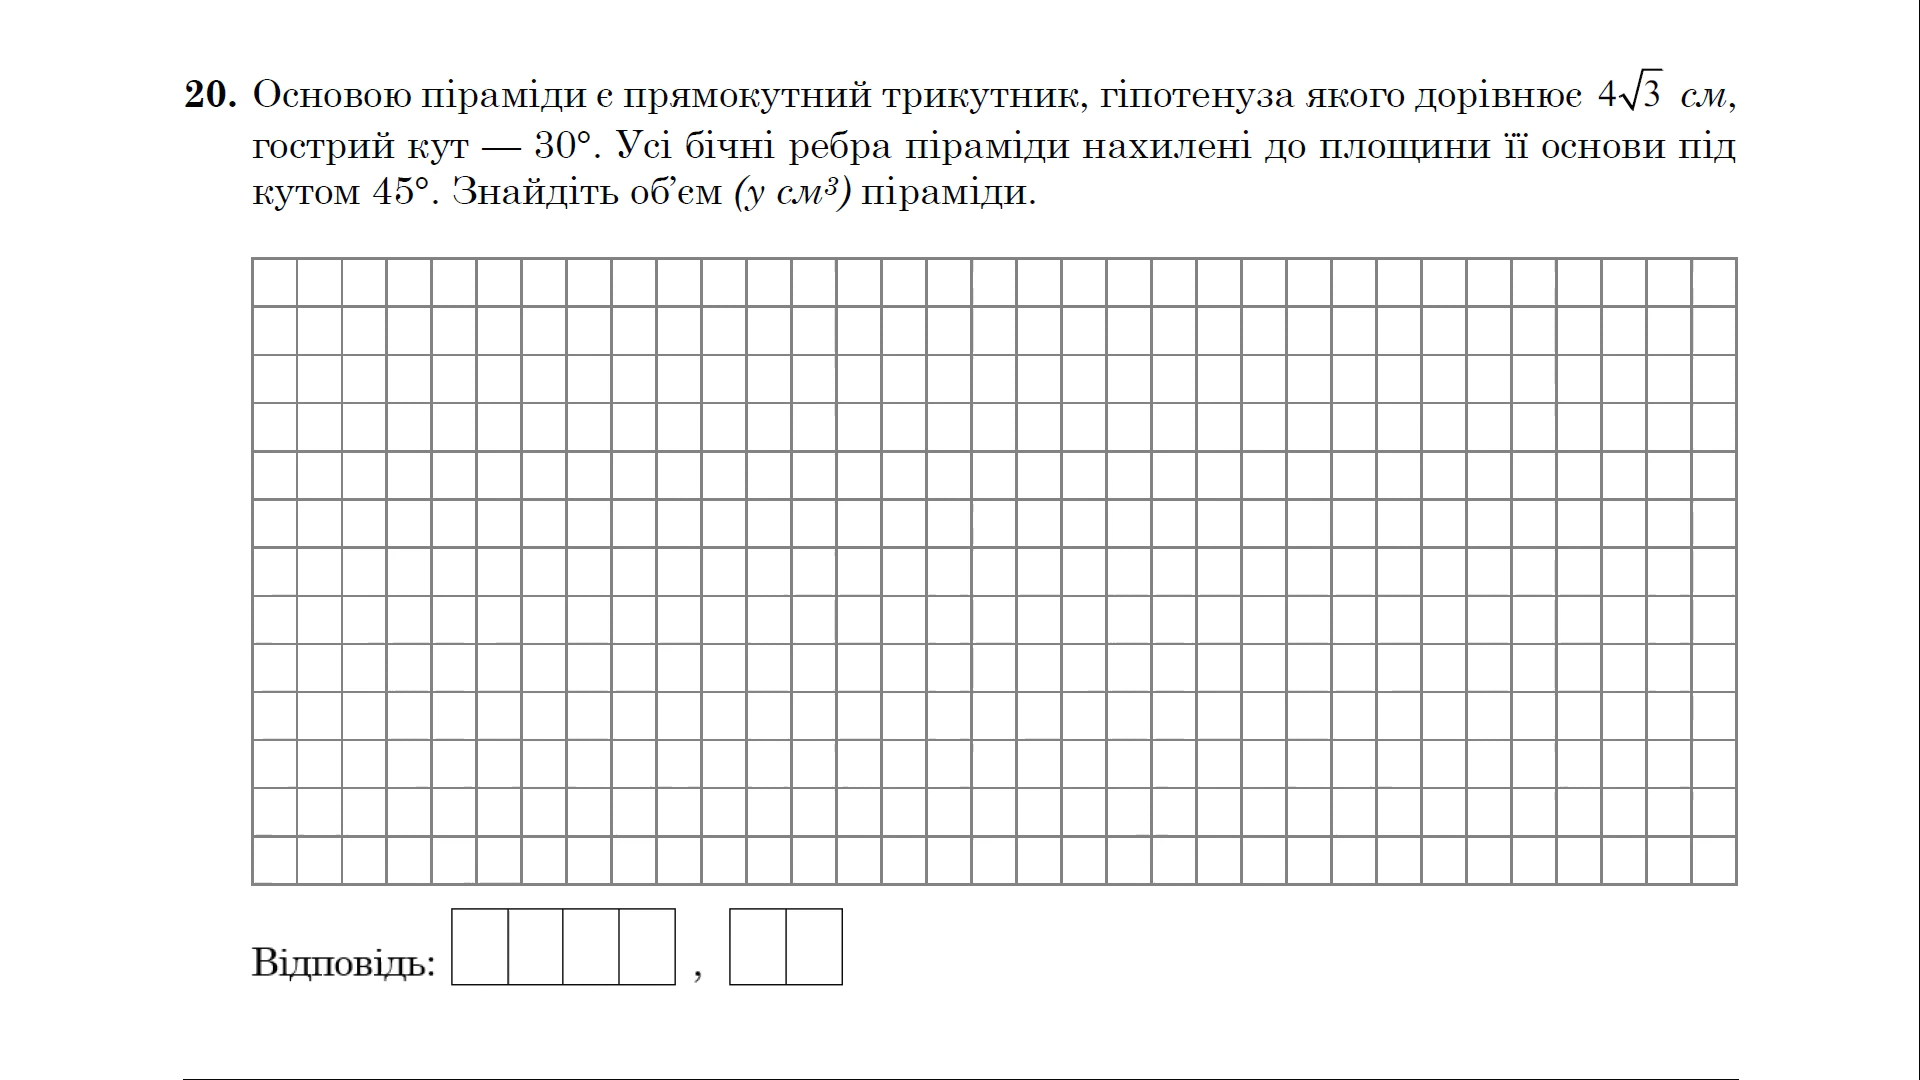 20. Основою піраміди є прямокутний трикутник, гіпотенуза якого дорівнює 4√3 см,
гострий кут — 30°. Усі бічні ребра піраміди нахилені до площини її основи під
кутом 45°. Знайдіть об’єм (у см³) піраміди.
Відповідь: ,